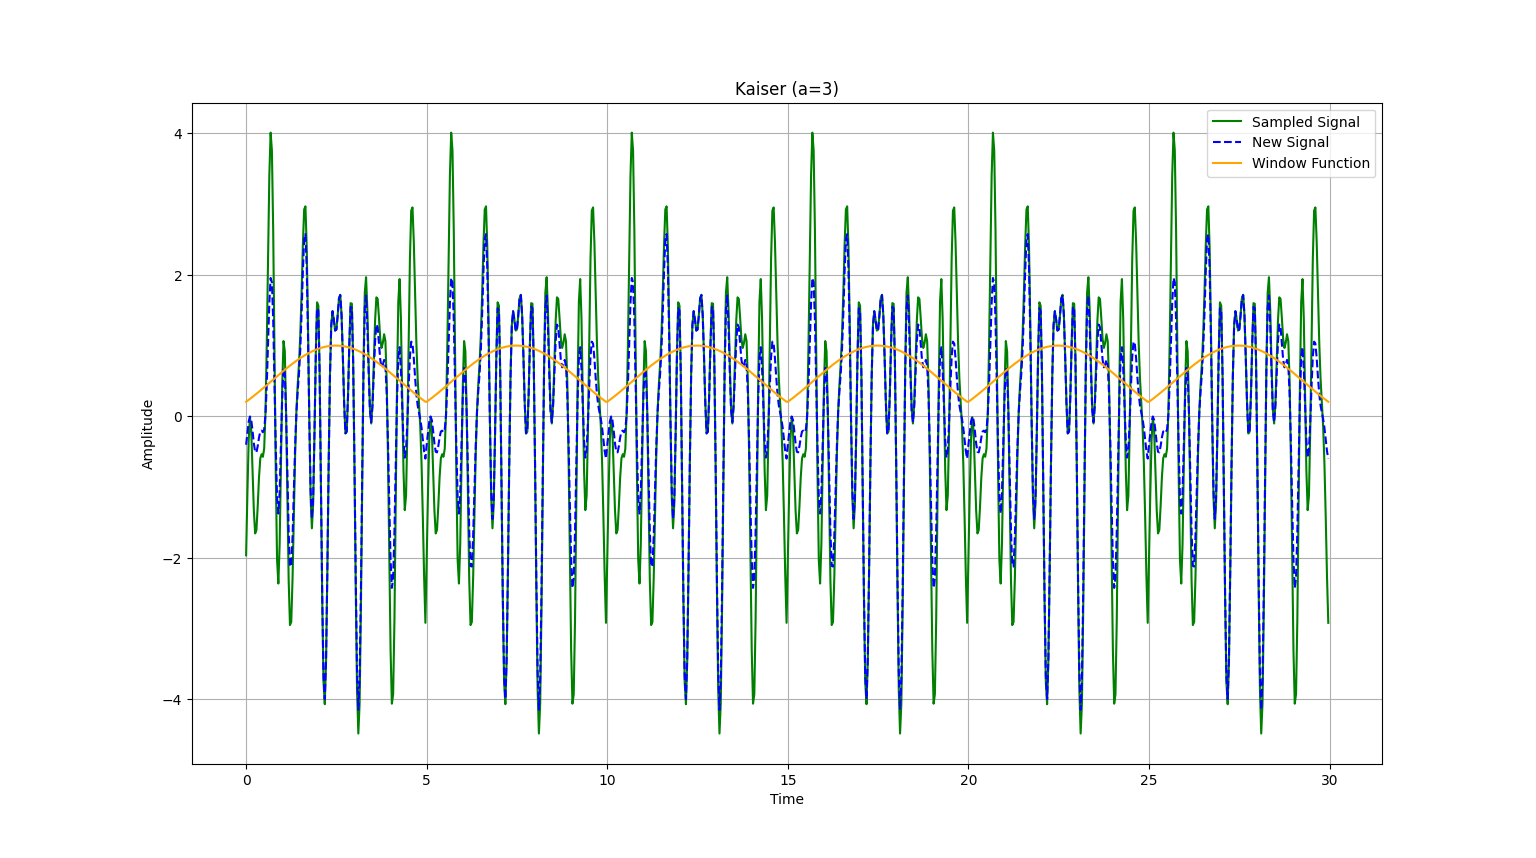 Kaiser (a=3)
Sampled Signal
New Signal
Window Function
Amplitude
4
2
0
−2
−4
0 5 10 15 20 25 30
Time